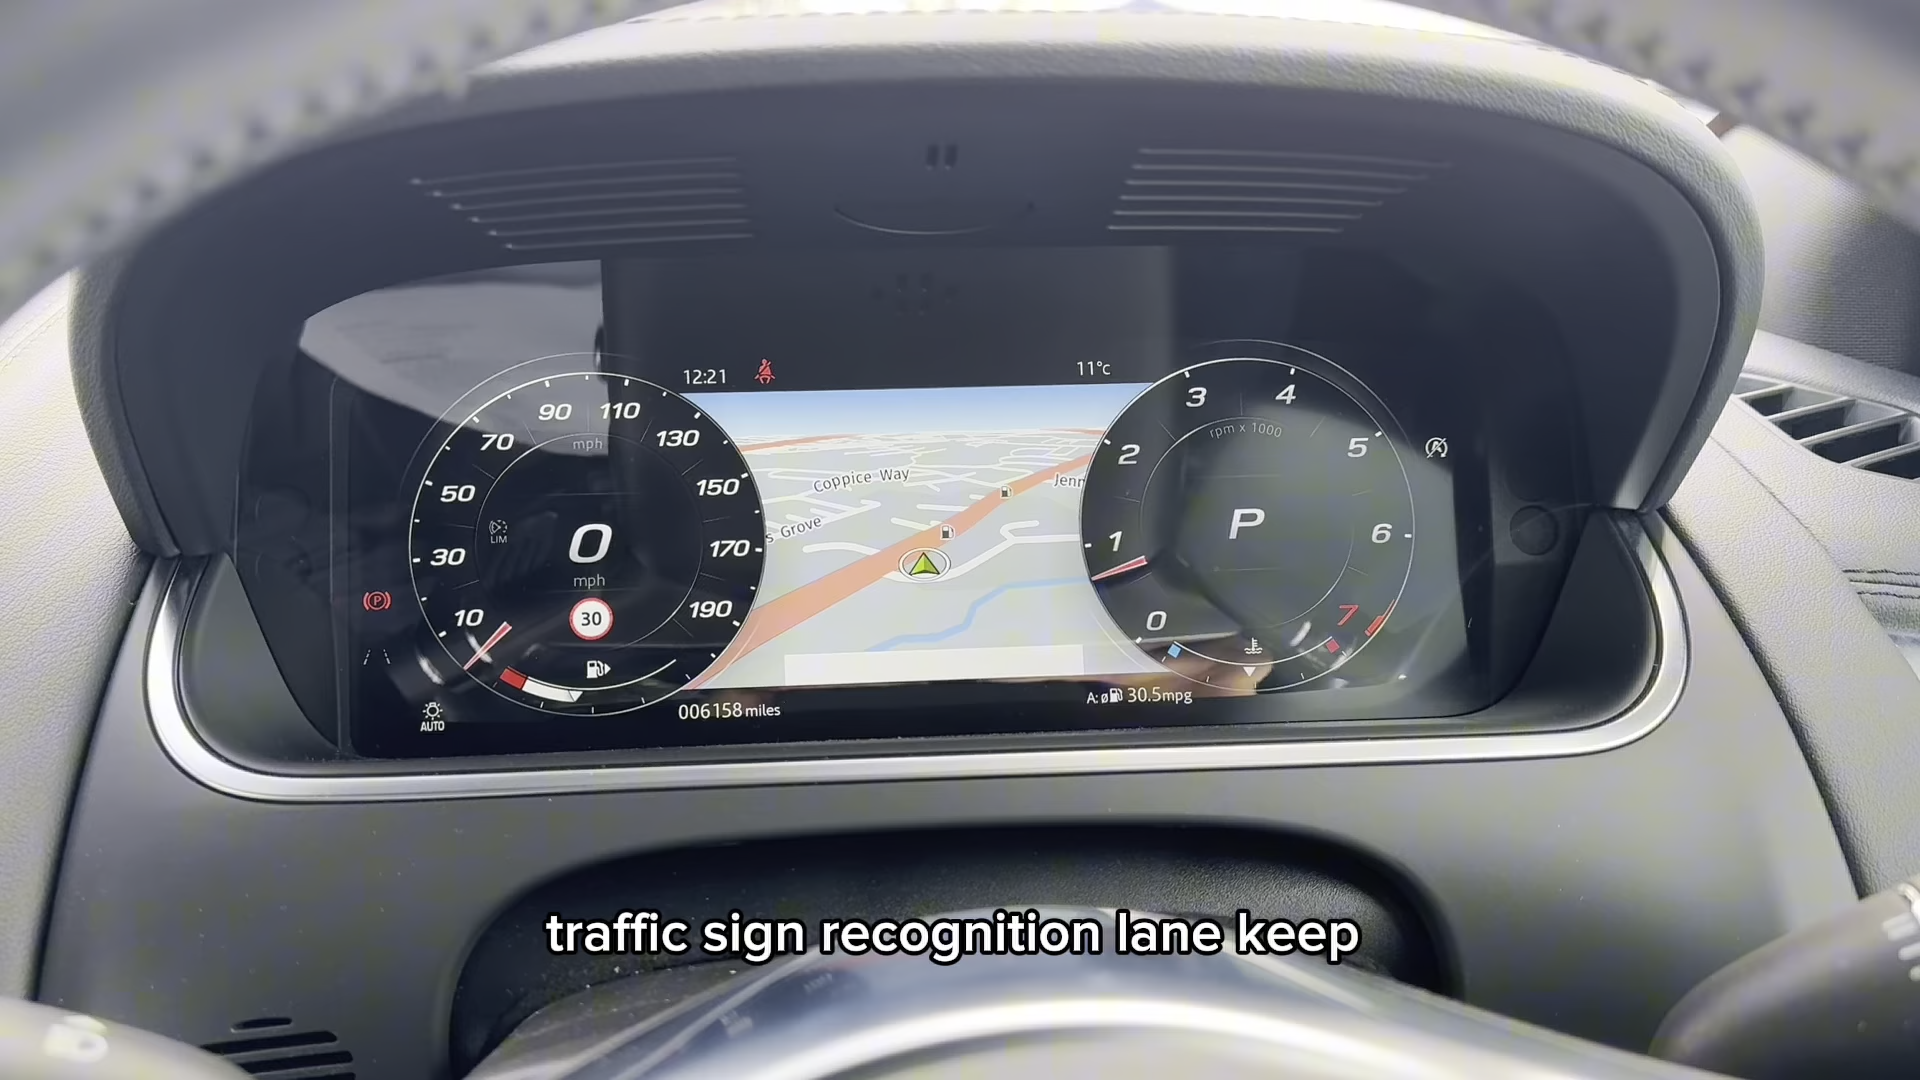 12:21
11°c
90 110
70 mph 130
50 150
LIM
30 170
0
mph
10 190
30
P
AUTO
006158 miles
Coppice Way
s Grove
Jenn
3 4
rpm x 1000
2 5
P
1 6
0 7
A: ø 30.5mpg
traffic sign recognition lane keep